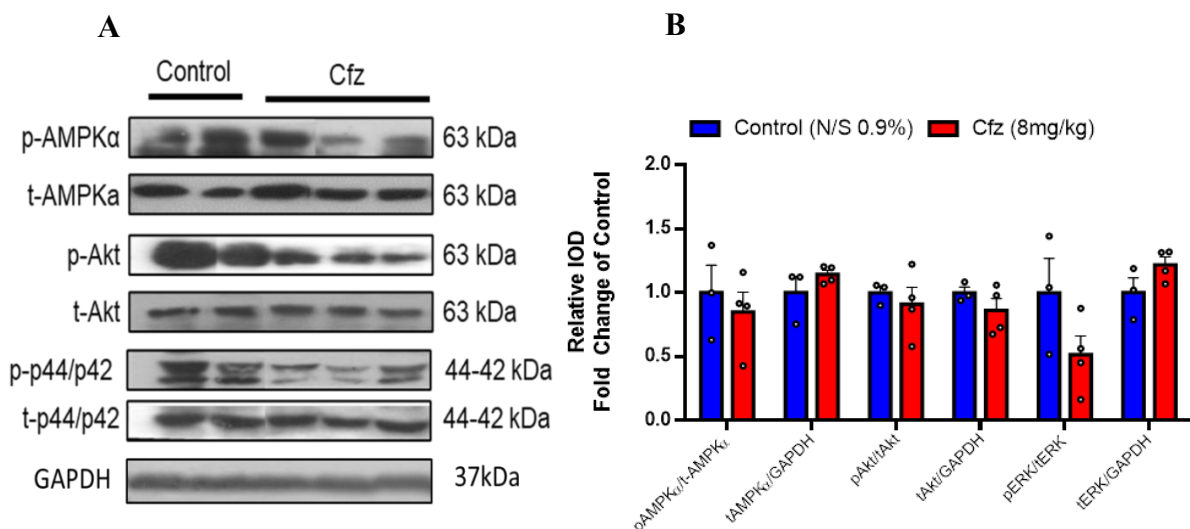 A
Control Cfz
p-AMPKα 63 kDa
t-AMPKa 63 kDa
p-Akt 63 kDa
t-Akt 63 kDa
p-p44/p42 44-42 kDa
t-p44/p42 44-42 kDa
GAPDH 37kDa
B
Control (N/S 0.9%) Cfz (8mg/kg)
Relative IOD
Fold Change of Control
2.0
1.5
1.0
0.5
0.0
pAMPKα/t-AMPKα
tAMPKα/GAPDH
pAkt/tAkt
tAkt/GAPDH
pERK/tERK
tERK/GAPDH